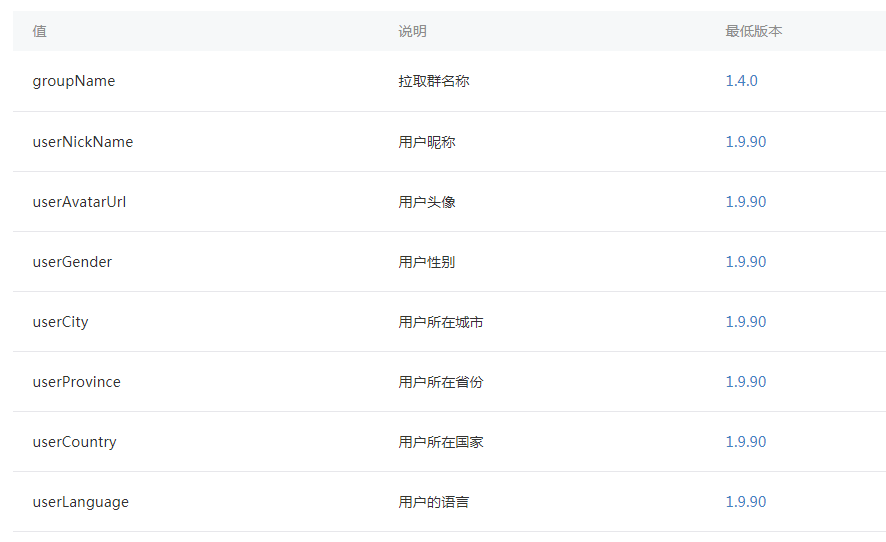 值 说明 最低版本
groupName 拉取群名称 1.4.0
userNickName 用户昵称 1.9.90
userAvatarUrl 用户头像 1.9.90
userGender 用户性别 1.9.90
userCity 用户所在城市 1.9.90
userProvince 用户所在省份 1.9.90
userCountry 用户所在国家 1.9.90
userLanguage 用户的语言 1.9.90